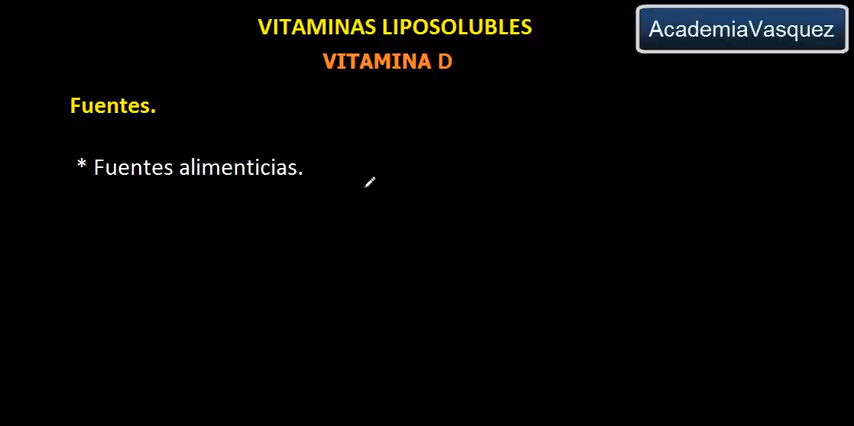 VITAMINAS LIPOSOLUBLES
AcademiaVasquez
VITAMINA D
Fuentes.
* Fuentes alimenticias.